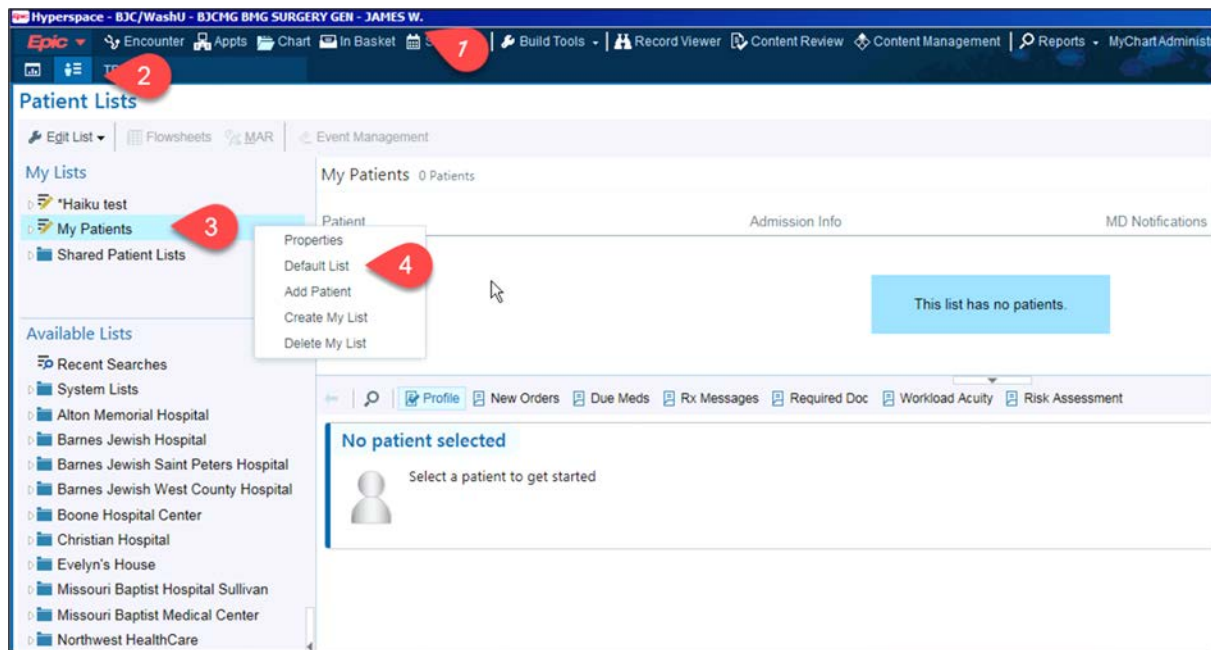 Hyperspace - BJC/WashU - BJCMG BMG SURGERY GEN - JAMES W.
Epic Encounter Appts Chart In Basket 1 Build Tools Record Viewer Content Review Content Management Reports MyChart Administ
2
Patient Lists
Edit List Flowsheets MAR Event Management
My Lists
*Haiku test
My Patients 3
Shared Patient Lists
Properties
Default List 4
Add Patient
Create My List
Delete My List
My Patients 0 Patients
Patient Admission Info MD Notifications
This list has no patients.
Available Lists
Recent Searches
System Lists
Alton Memorial Hospital
Barnes Jewish Hospital
Barnes Jewish Saint Peters Hospital
Barnes Jewish West County Hospital
Boone Hospital Center
Christian Hospital
Evelyn's House
Missouri Baptist Hospital Sullivan
Missouri Baptist Medical Center
Northwest HealthCare
Profile New Orders Due Meds Rx Messages Required Doc Workload Acuity Risk Assessment
No patient selected
Select a patient to get started